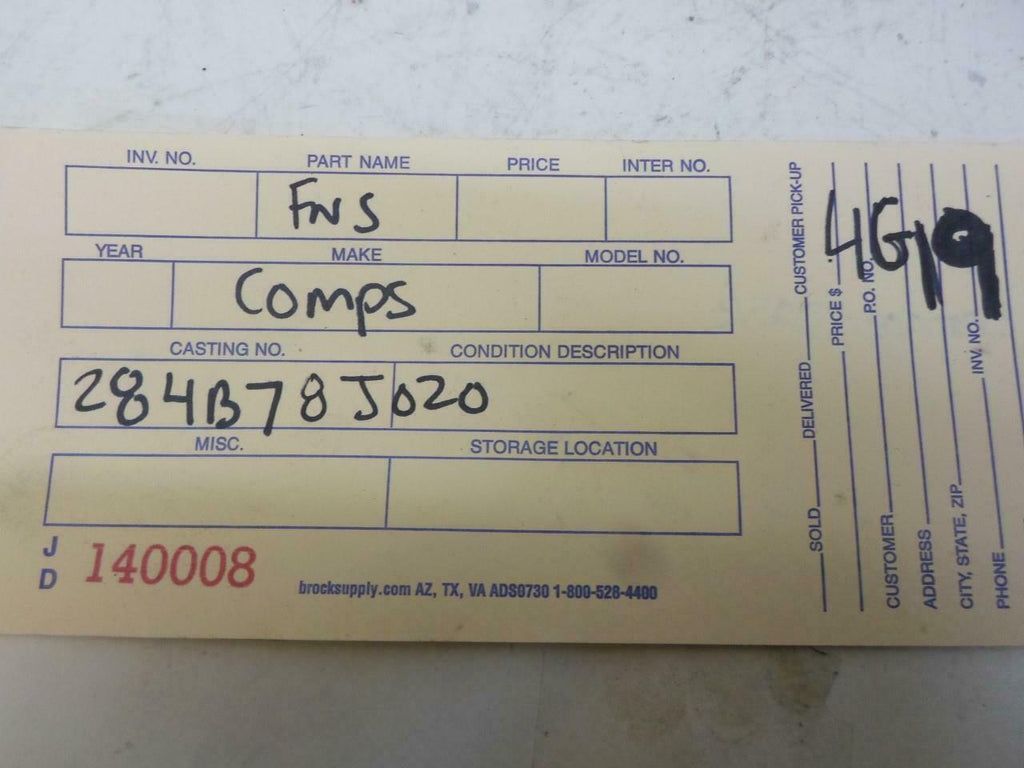 INV. NO. PART NAME PRICE INTER NO.
FNS
YEAR MAKE MODEL NO.
Comps
CASTING NO. CONDITION DESCRIPTION
284B78J020
MISC. STORAGE LOCATION
J
D
140008
brocksupply.com AZ, TX, VA ADS0730 1-800-528-4400
SOLD DELIVERED CUSTOMER PICK-UP
PRICE $
P.O. NO.
CUSTOMER
ADDRESS
CITY, STATE, ZIP INV. NO.
PHONE